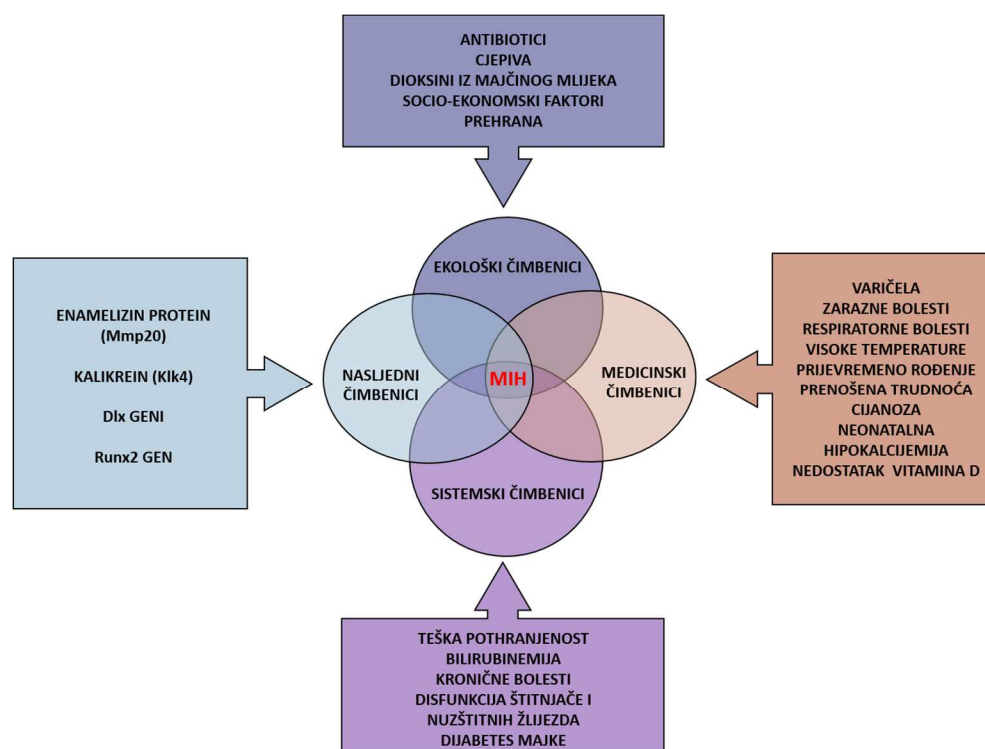 ANTIBIOTICI
CJEPIVA
DIOKSINI IZ MAJČINOG MLIJEKA
SOCIO-EKONOMSKI FAKTORI
PREHRANA
EKOLOŠKI ČIMBENICI
ENAMELIZIN PROTEIN
(Mmp20)
KALIKREIN (Klk4)
Dlx GENI
Runx2 GEN
NASLJEDNI
ČIMBENICI
MIH
MEDICINSKI
ČIMBENICI
VARIČELA
ZARAZNE BOLESTI
RESPIRATORNE BOLESTI
VISOKE TEMPERATURE
PRIJEVREMENO ROĐENJE
PRENOŠENA TRUDNOĆA
CIJANOZA
NEONATALNA
HIPOKALCIJEMIJA
NEDOSTATAK VITAMINA D
SISTEMSKI ČIMBENICI
TEŠKA POTHRANJENOST
BILIRUBINEMIJA
KRONIČNE BOLESTI
DISFUNKCIJA ŠTITNJAČE I
NUZŠTITNIH ŽLIJEZDA
DIJABETES MAJKE